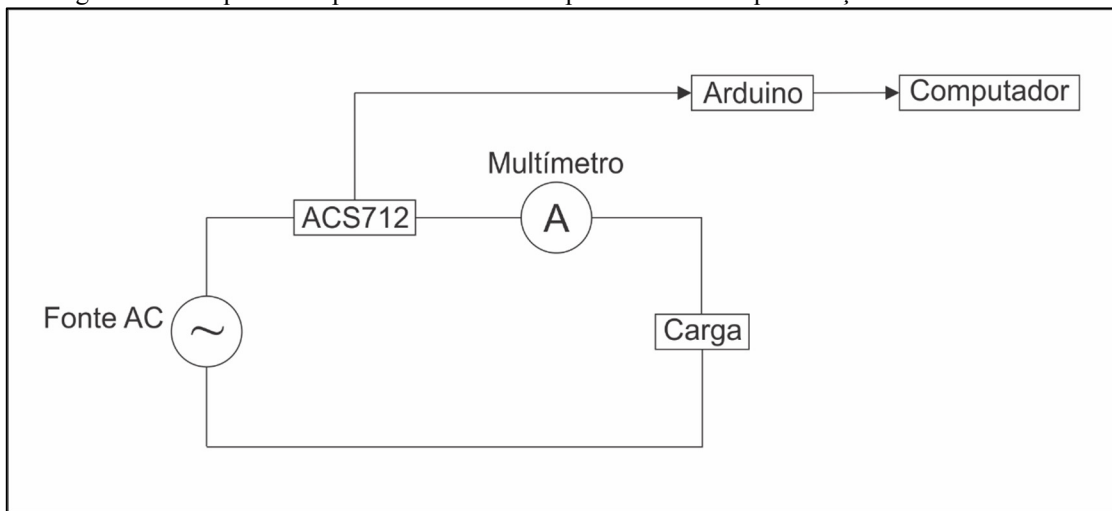 Arduino
Computador
Multímetro
ACS712
A
Fonte AC
~
Carga